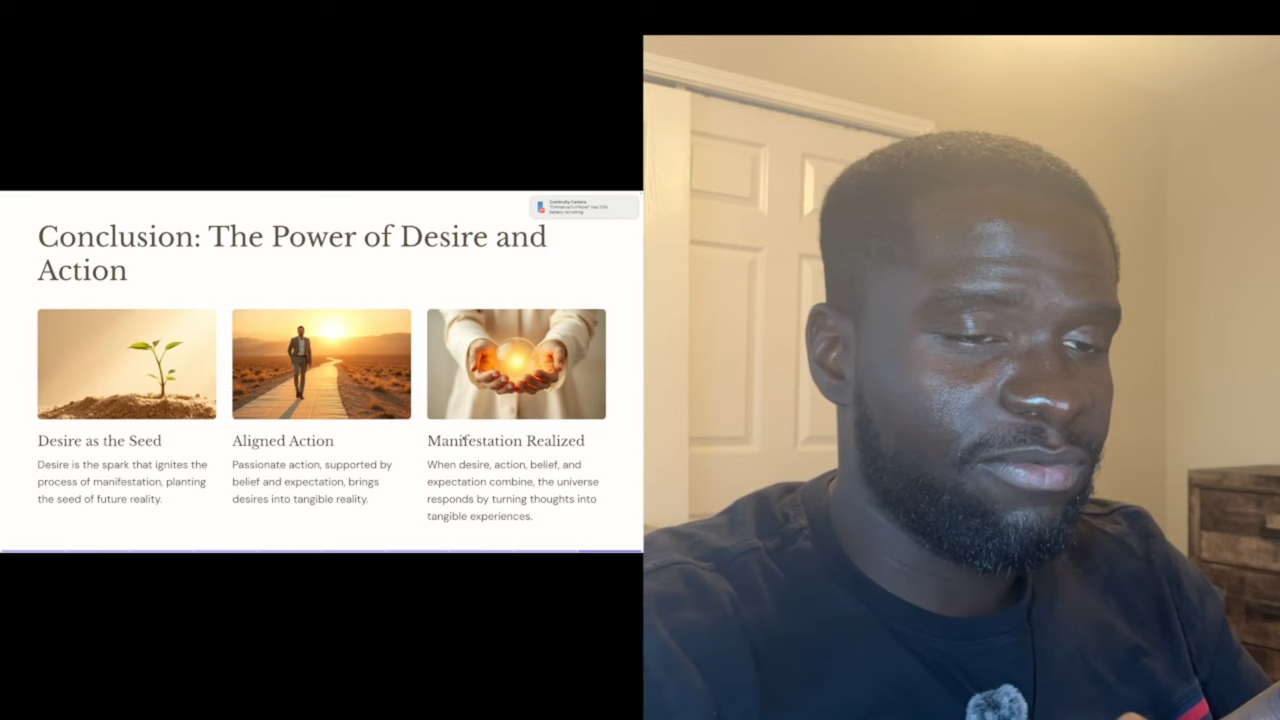 Continuity Camera
Conclusion: The Power of Desire and
Action
Desire as the Seed
Desire is the spark that ignites the
process of manifestation, planting
the seed of future reality.
Aligned Action
Passionate action, supported by
belief and expectation, brings
desires into tangible reality.
Manifestation Realized
When desire, action, belief, and
expectation combine, the universe
responds by turning thoughts into
tangible experiences.